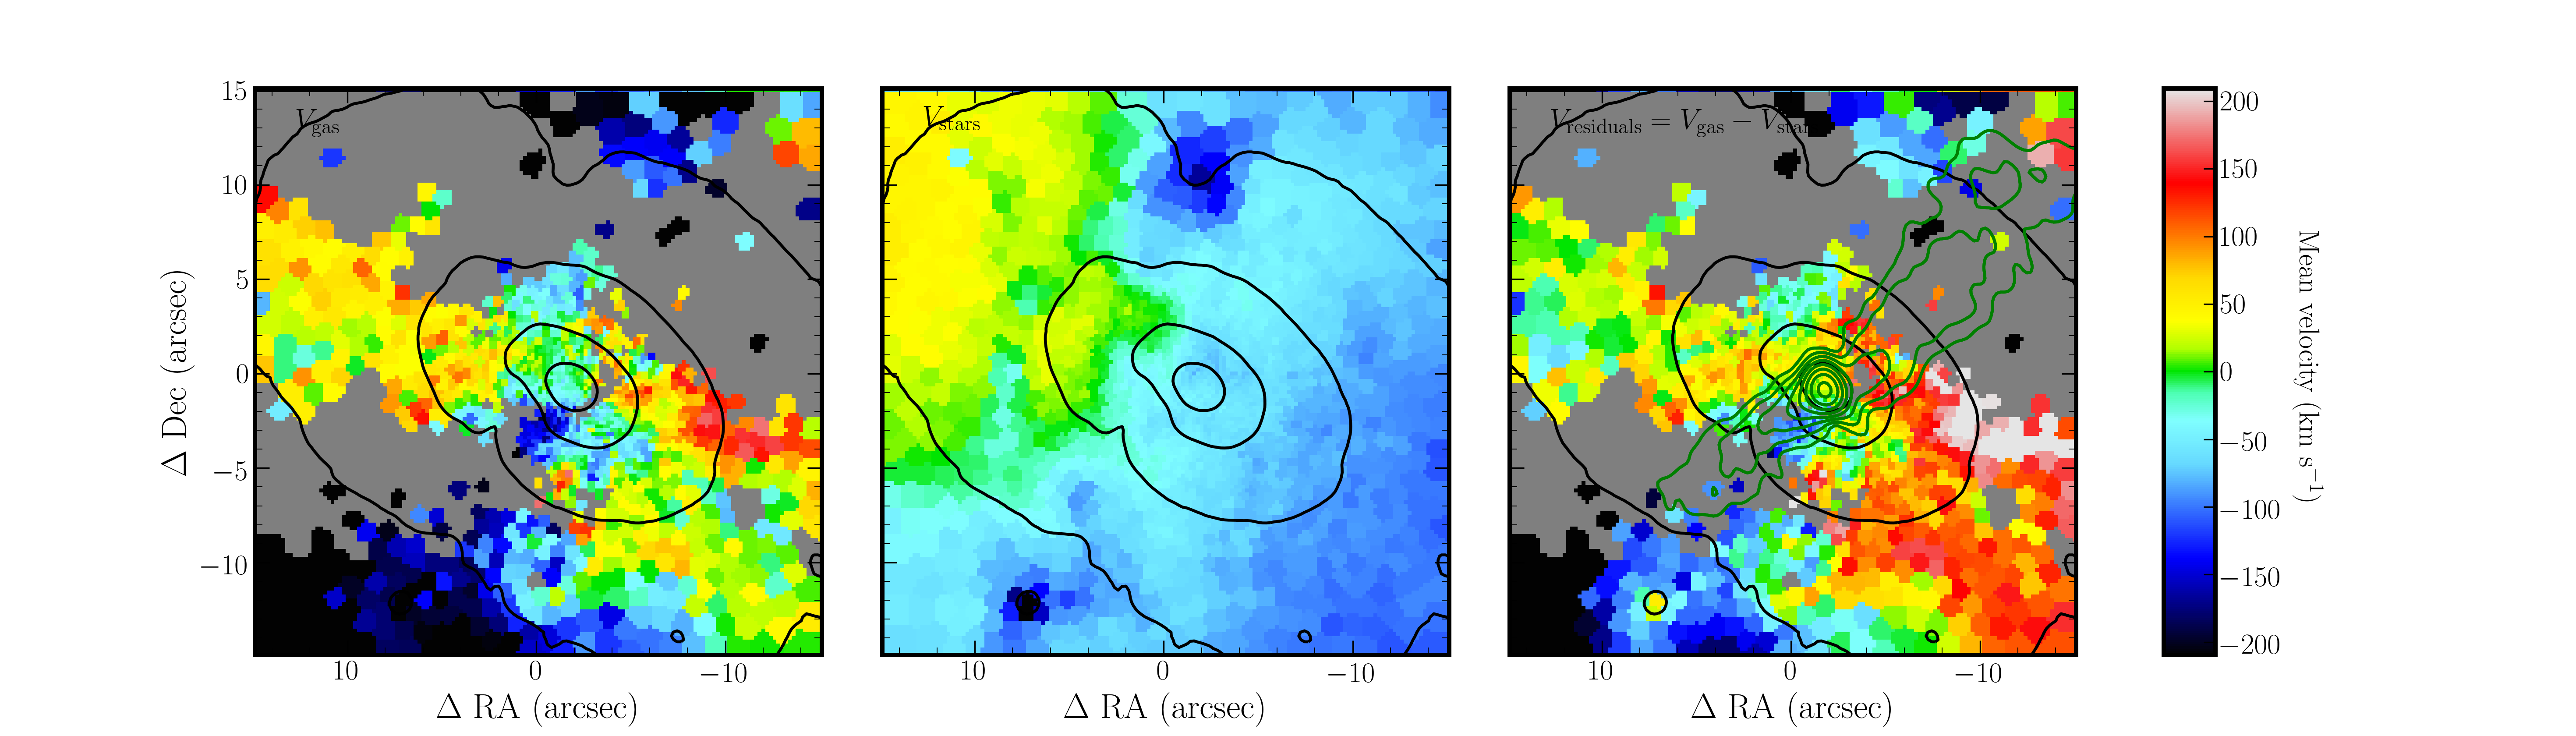 V_gas
V_stars
V_residuals = V_gas − V_star
15
10
5
0
−5
−10
Δ Dec (arcsec)
10 0 −10
10 0 −10
10 0 −10
Δ RA (arcsec)
Δ RA (arcsec)
Δ RA (arcsec)
200
150
100
50
0
−50
−100
−150
−200
Mean velocity (km s⁻¹)